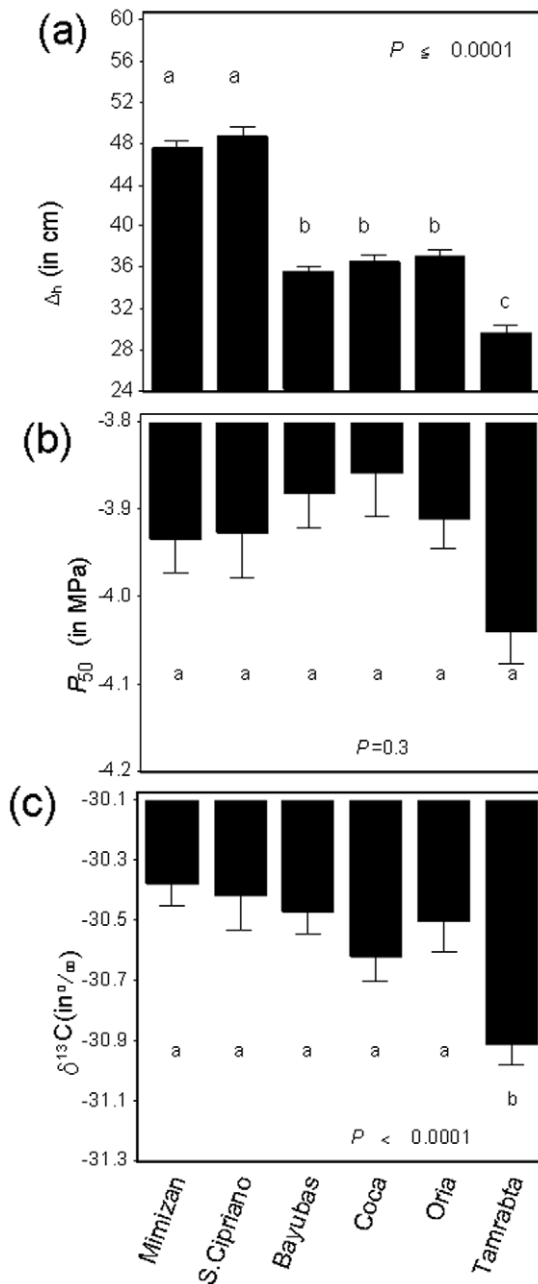 (a)
60
P ≦ 0.0001
56
a a
52
48
44
40
b b b
36
32
c
28
24
Δh (in cm)
(b)
-3.8
-3.9
-4.0
-4.1
a a a a a a
P=0.3
-4.2
P50 (in MPa)
(c)
-30.1
-30.3
-30.5
-30.7
-30.9
a a a a a
-31.1
b
P < 0.0001
-31.3
δ13C(inº/∞)
Mimizan
S.Cipriano
Bayubas
Coca
Oria
Tamrabta